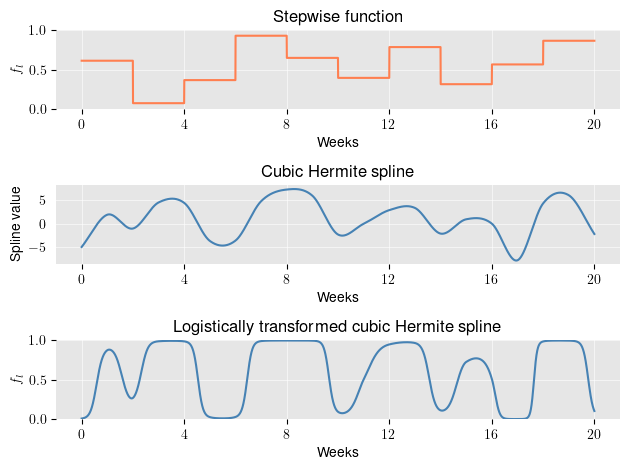 Stepwise function
1.0
0.5
0.0
f_t
0 4 8 12 16 20
Weeks
Cubic Hermite spline
5
0
−5
Spline value
0 4 8 12 16 20
Weeks
Logistically transformed cubic Hermite spline
1.0
0.5
0.0
f_t
0 4 8 12 16 20
Weeks